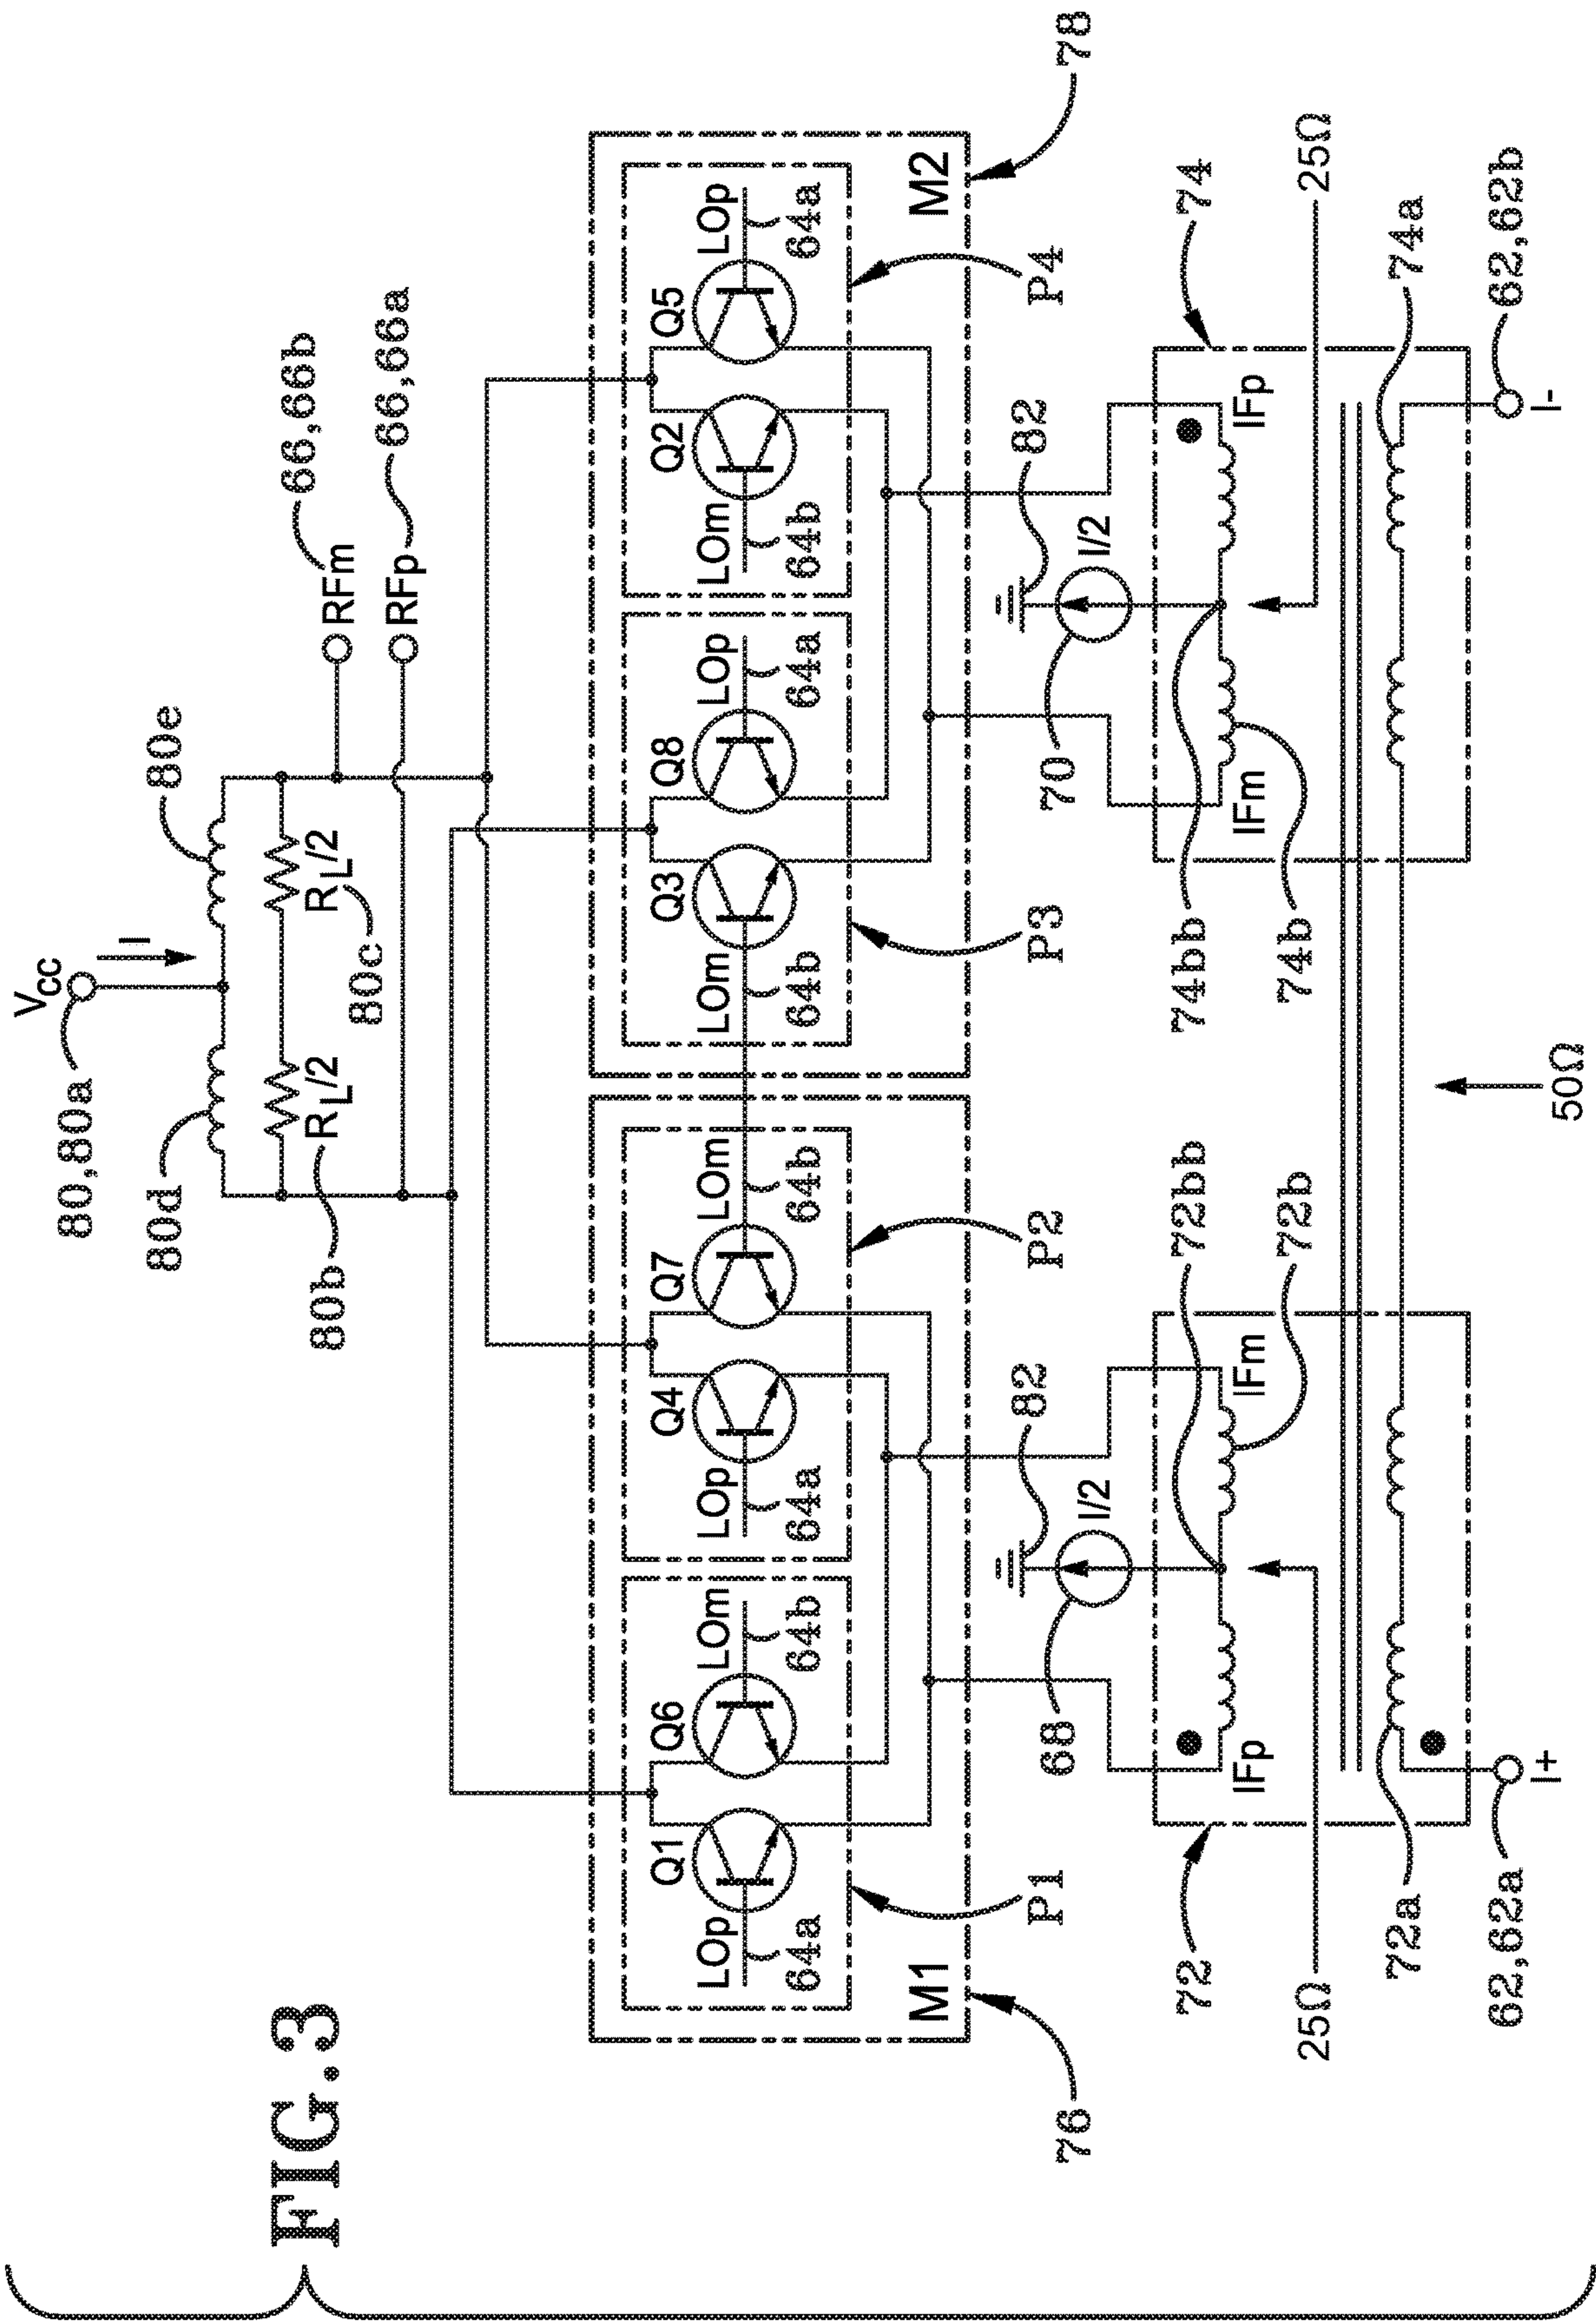 FIG.3
VCC
I
80,80a
80d
80e
RL/2
80b
RL/2
80c
RFm
66,66b
RFp
66,66a
Q1
Q6
Q4
Q7
Q3
Q8
Q2
Q5
LOp
LOm
LOp
LOm
LOm
LOp
LOm
LOp
64a
64b
64a
64b
64b
64a
64b
64a
M1
M2
76
P1
P2
P3
P4
78
82
82
68
I/2
70
I/2
72
72bb
74bb
74
IFp
IFm
IFm
IFp
72b
74b
25Ω
25Ω
72a
74a
62,62a
62,62b
I+
50Ω
I-